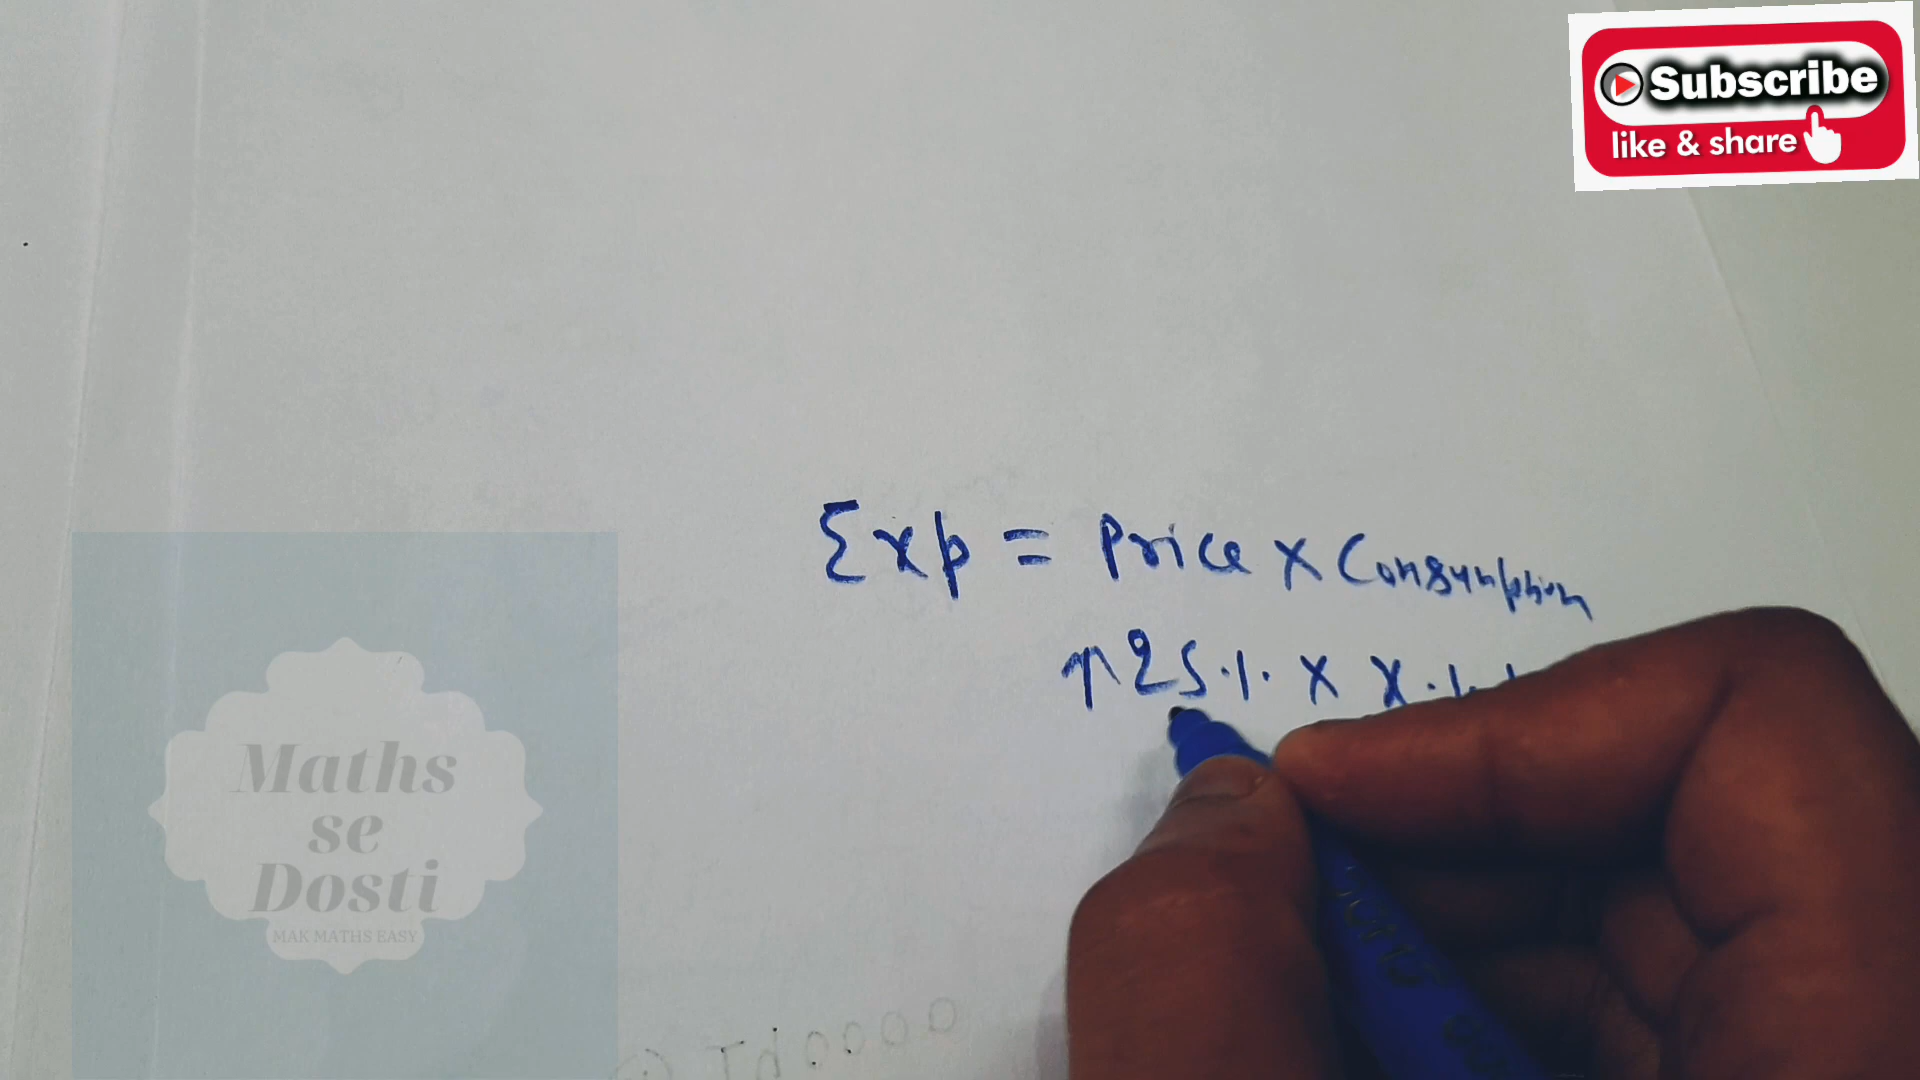 Subscribe
like & share
Exp = Price x Consumption
↑ 25 % x x %
Maths
se
Dosti
MAK MATHS EASY